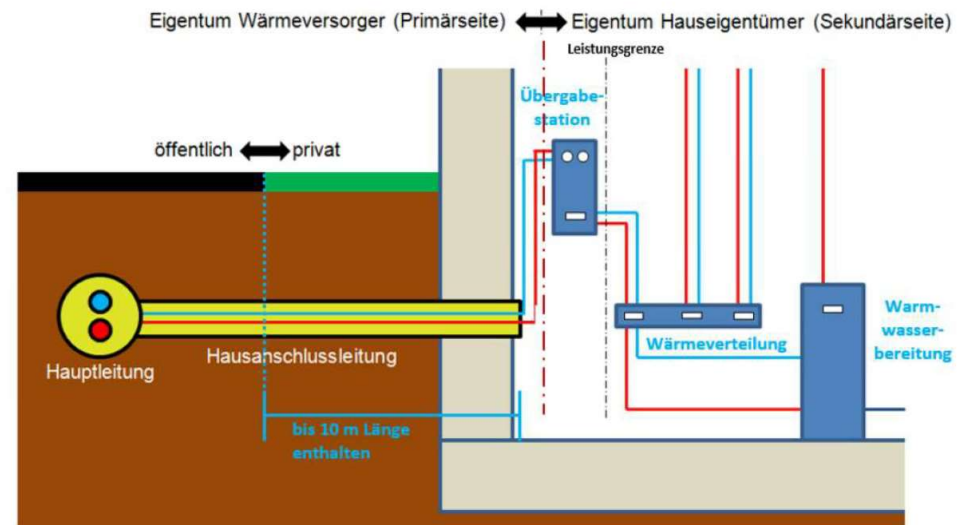 Eigentum Wärmeversorger (Primärseite) Eigentum Hauseigentümer (Sekundärseite)
Leistungsgrenze
Übergabe-
station
öffentlich privat
Hauptleitung
Hausanschlussleitung
Wärmeverteilung
Warm-
wasser-
bereitung
bis 10 m Länge
enthalten